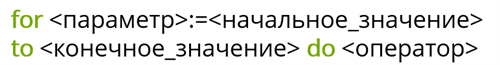 for <параметр>:=<начальное_значение>
to <конечное_значение> do <оператор>